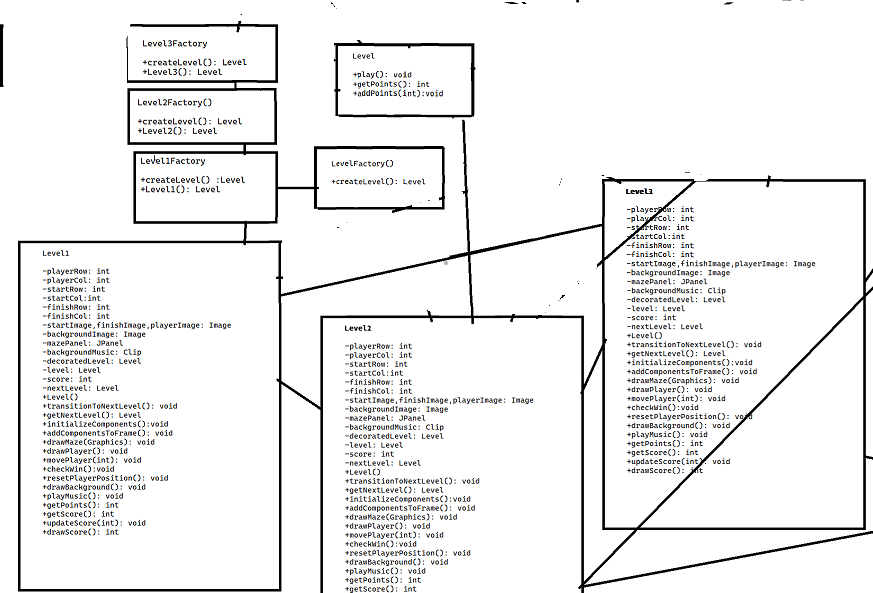 Level3Factory
+createLevel(): Level
+Level3(): Level
Level2Factory()
+createLevel(): Level
+Level2(): Level
Level1Factory
+createLevel() :Level
+Level1(): Level
Level
+play(): void
+getPoints(): int
+addPoints(int):void
LevelFactory()
+createLevel(): Level
Level1
-playerRow: int
-playerCol: int
-startRow: int
-startCol:int
-finishRow: int
-finishCol: int
-startImage,finishImage,playerImage: Image
-backgroundImage: Image
-mazePanel: JPanel
-backgroundMusic: Clip
-decoratedLevel: Level
-level: Level
-score: int
-nextLevel: Level
+Level()
+transitionToNextLevel(): void
+getNextLevel(): Level
+initializeComponents():void
+addComponentsToFrame(): void
+drawMaze(Graphics): void
+drawPlayer(): void
+movePlayer(int): void
+checkWin():void
+resetPlayerPosition(): void
+drawBackground(): void
+playMusic(): void
+getPoints(): int
+getScore(): int
+updateScore(int): void
+drawScore(): int
Level2
-playerRow: int
-playerCol: int
-startRow: int
-startCol:int
-finishRow: int
-finishCol: int
-startImage,finishImage,playerImage: Image
-backgroundImage: Image
-mazePanel: JPanel
-backgroundMusic: Clip
-decoratedLevel: Level
-level: Level
-score: int
-nextLevel: Level
+Level()
+transitionToNextLevel(): void
+getNextLevel(): Level
+initializeComponents():void
+addComponentsToFrame(): void
+drawMaze(Graphics): void
+drawPlayer(): void
+movePlayer(int): void
+checkWin():void
+resetPlayerPosition(): void
+drawBackground(): void
+playMusic(): void
+getPoints(): int
+getScore(): int
Level3
-playerRow: int
-playerCol: int
-startRow: int
-startCol:int
-finishRow: int
-finishCol: int
-startImage,finishImage,playerImage: Image
-backgroundImage: Image
-mazePanel: JPanel
-backgroundMusic: Clip
-decoratedLevel: Level
-level: Level
-score: int
-nextLevel: Level
+Level()
+transitionToNextLevel(): void
+getNextLevel(): Level
+initializeComponents():void
+addComponentsToFrame(): void
+drawMaze(Graphics): void
+drawPlayer(): void
+movePlayer(int): void
+checkWin():void
+resetPlayerPosition(): void
+drawBackground(): void
+playMusic(): void
+getPoints(): int
+getScore(): int
+updateScore(int): void
+drawScore(): int